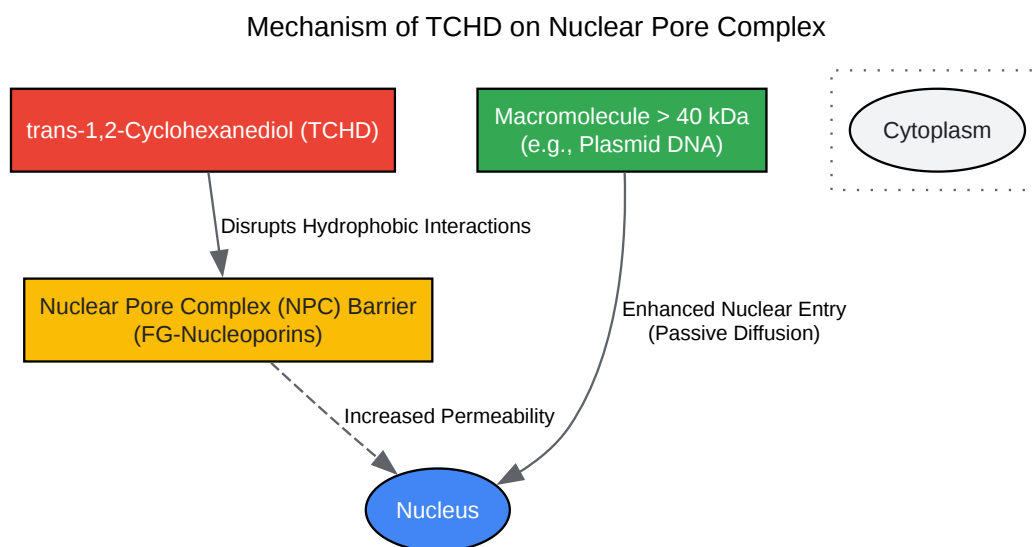 Mechanism of TCHD on Nuclear Pore Complex
trans-1,2-Cyclohexanediol (TCHD)
Macromolecule > 40 kDa
(e.g., Plasmid DNA)
Cytoplasm
Disrupts Hydrophobic Interactions
Nuclear Pore Complex (NPC) Barrier
(FG-Nucleoporins)
Enhanced Nuclear Entry
(Passive Diffusion)
Increased Permeability
Nucleus